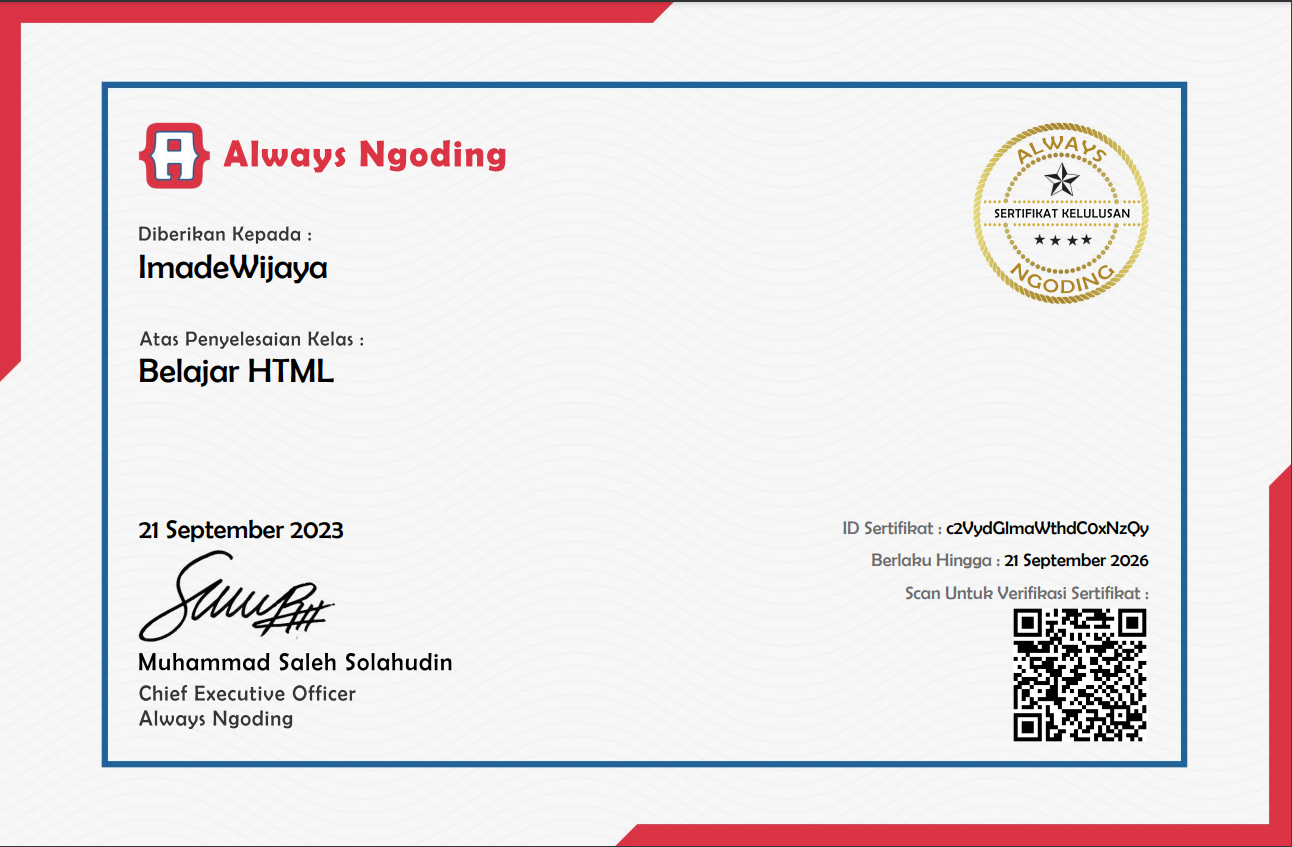 Always Ngoding
ALWAYS
SERTIFIKAT KELULUSAN
NGODING
Diberikan Kepada :
ImadeWijaya
Atas Penyelesaian Kelas :
Belajar HTML
21 September 2023
Muhammad Saleh Solahudin
Chief Executive Officer
Always Ngoding
ID Sertifikat : c2VydGlmaWthdC0xNzQy
Berlaku Hingga : 21 September 2026
Scan Untuk Verifikasi Sertifikat :